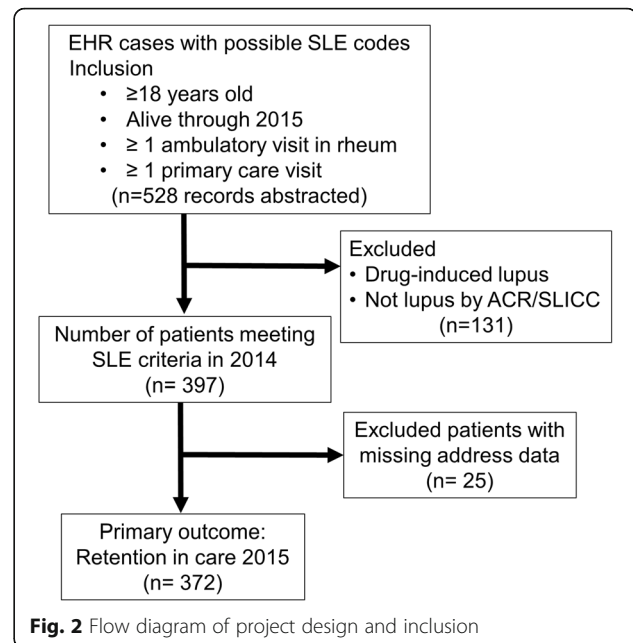 EHR cases with possible SLE codes
Inclusion
• ≥18 years old
• Alive through 2015
• ≥ 1 ambulatory visit in rheum
• ≥ 1 primary care visit
(n=528 records abstracted)
Excluded
• Drug-induced lupus
• Not lupus by ACR/SLICC
(n=131)
Number of patients meeting
SLE criteria in 2014
(n= 397)
Excluded patients with
missing address data
(n= 25)
Primary outcome:
Retention in care 2015
(n= 372)
Fig. 2 Flow diagram of project design and inclusion